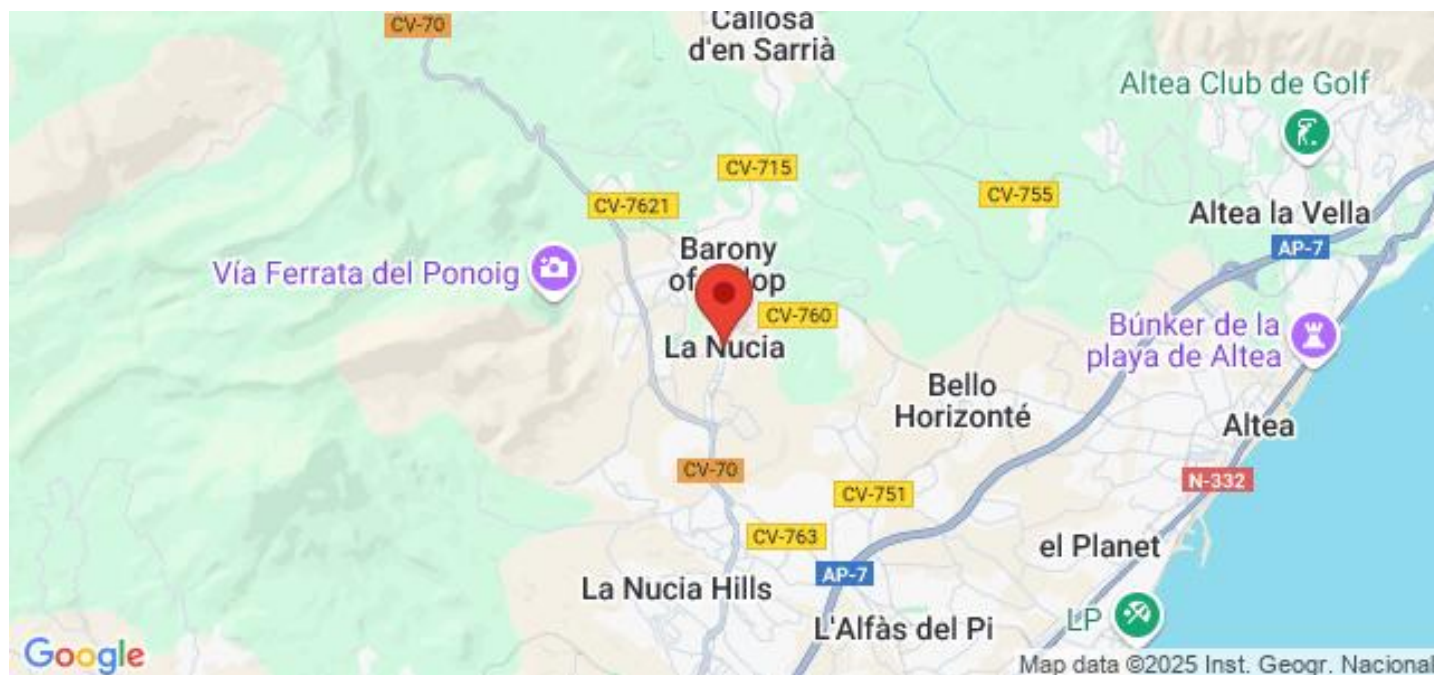 CV-70
Callosa
d'en Sarrià
Altea Club de Golf
CV-715
CV-755
CV-7621
Altea la Vella
AP-7
Barony
of
Vía Ferrata del Ponoig
CV-760
La Nucia
Búnker de la
playa de Altea
Bello
Horizonté
Altea
CV-70
N-332
CV-751
CV-763
el Planet
AP-7
La Nucia Hills
LP
L'Alfàs del Pi
Google
Map data ©2025 Inst. Geogr. Nacional